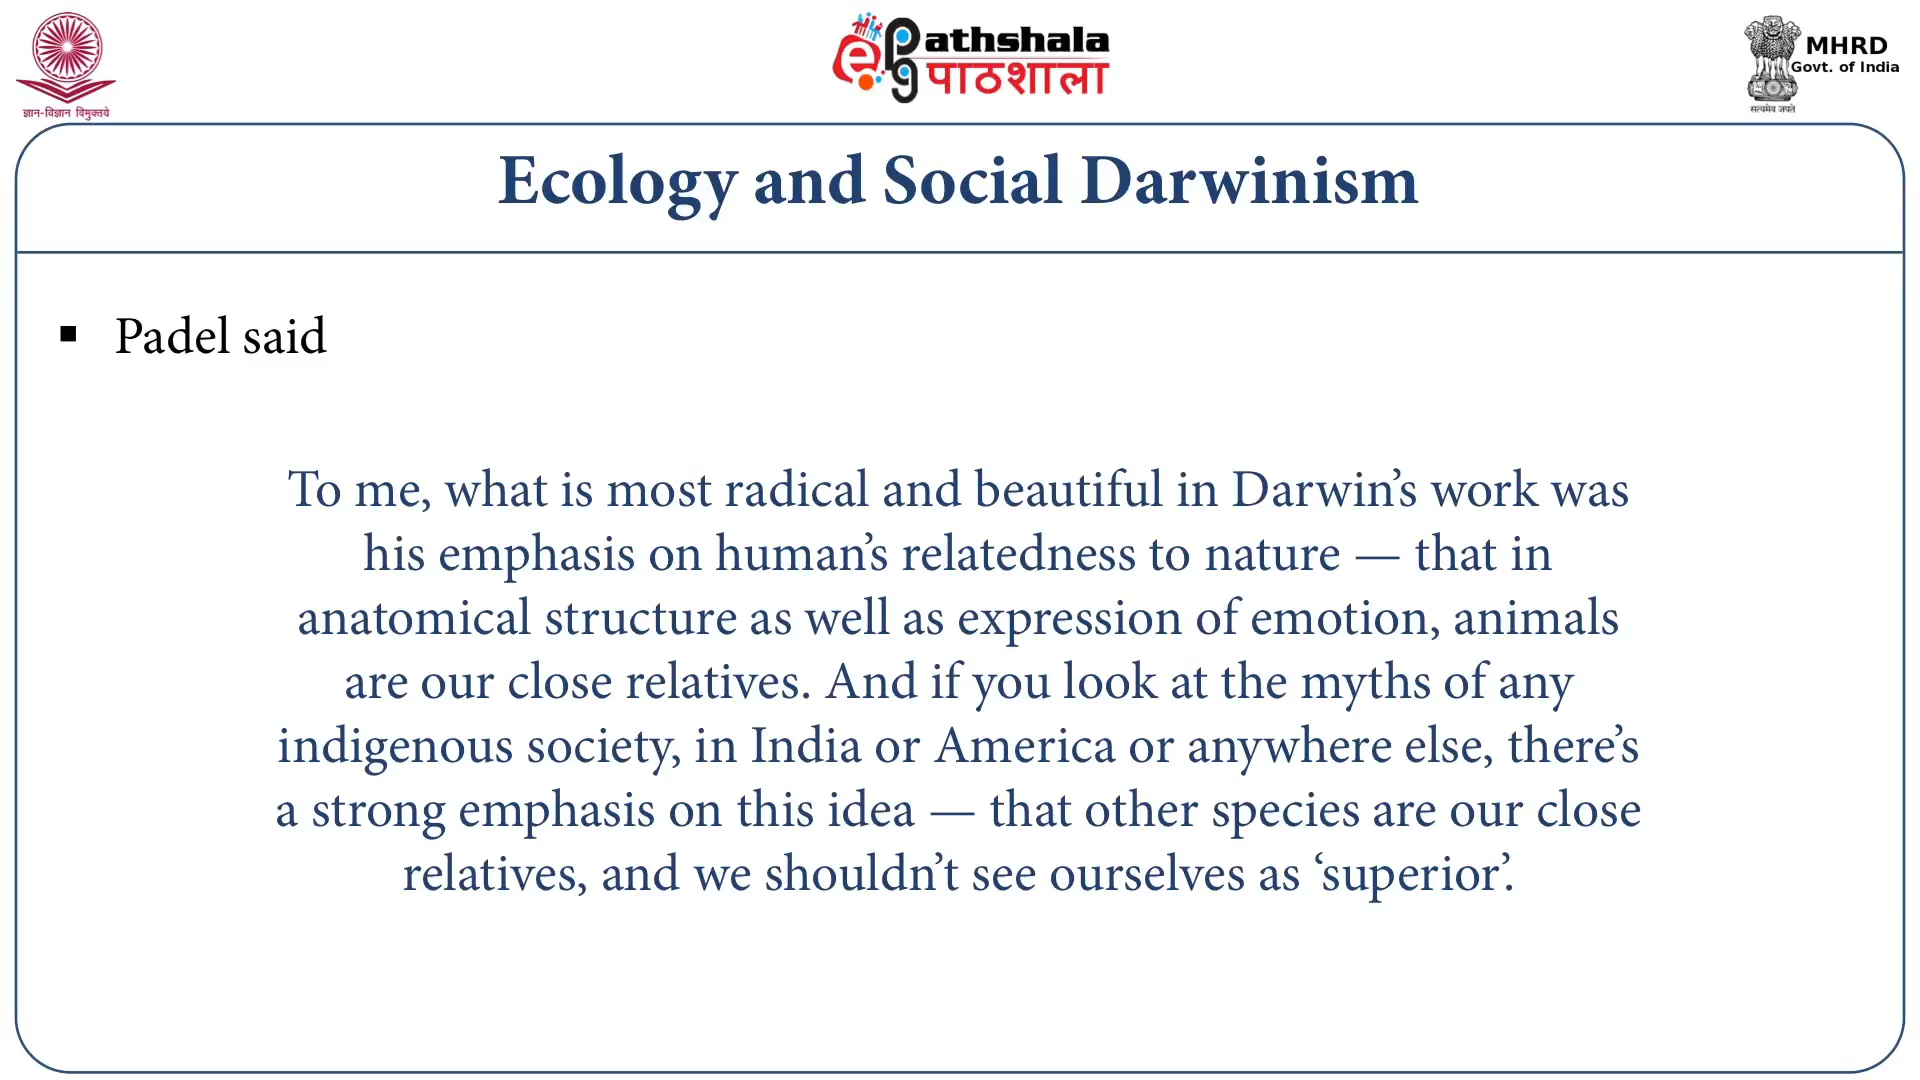 ज्ञान-विज्ञान विमुक्तये
ePg Pathshala
पाठशाला
MHRD
Govt. of India
सत्यमेव जयते
Ecology and Social Darwinism
▪ Padel said
To me, what is most radical and beautiful in Darwin’s work was
his emphasis on human’s relatedness to nature — that in
anatomical structure as well as expression of emotion, animals
are our close relatives. And if you look at the myths of any
indigenous society, in India or America or anywhere else, there’s
a strong emphasis on this idea — that other species are our close
relatives, and we shouldn’t see ourselves as ‘superior’.